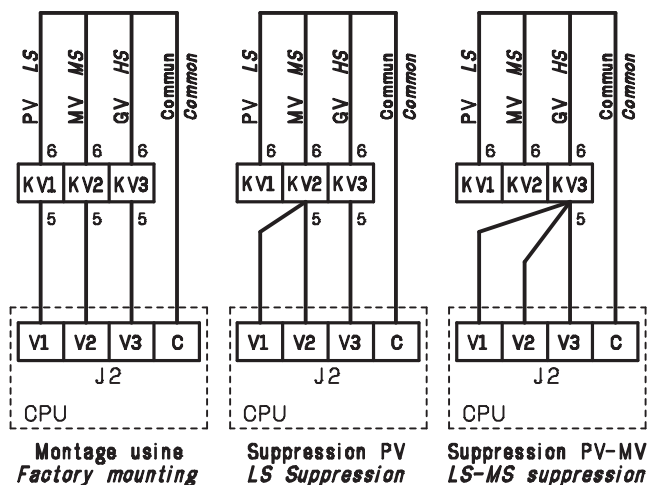 PV LS
MV MS
GV HS
Commun
Common
6 6 6
KV1 KV2 KV3
5 5 5
V1 V2 V3 C
J2
CPU
Montage usine
Factory mounting
PV LS
MV MS
GV HS
Commun
Common
6 6 6
KV1 KV2 KV3
5 5
V1 V2 V3 C
J2
CPU
Suppression PV
LS Suppression
PV LS
MV MS
GV HS
Commun
Common
6 6 6
KV1 KV2 KV3
5
V1 V2 V3 C
J2
CPU
Suppression PV-MV
LS-MS suppression